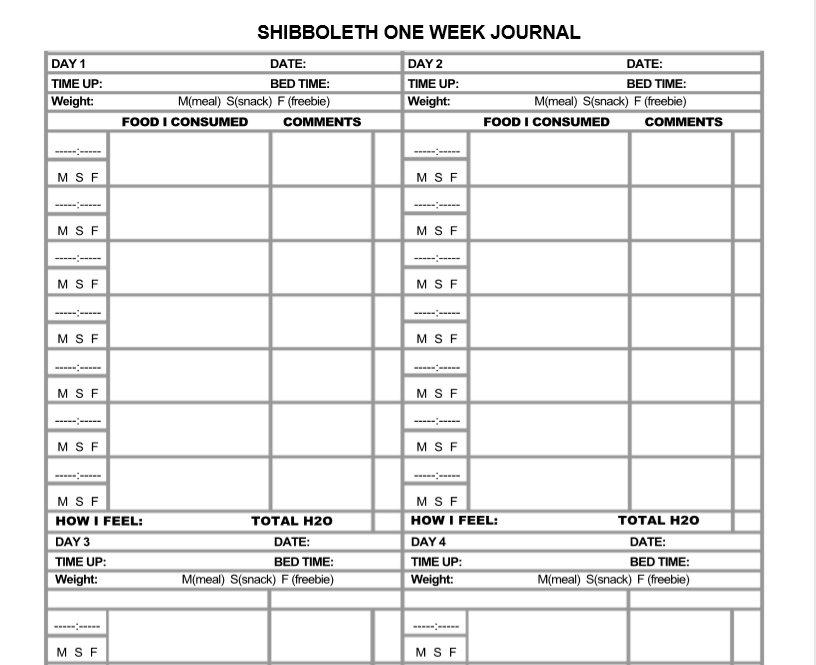 SHIBBOLETH ONE WEEK JOURNAL
DAY 1 DATE: DAY 2 DATE:
TIME UP: BED TIME: TIME UP: BED TIME:
Weight: M(meal) S(snack) F (freebie) Weight: M(meal) S(snack) F (freebie)
FOOD I CONSUMED COMMENTS FOOD I CONSUMED COMMENTS
-----:----- -----:-----
M S F M S F
-----:----- -----:-----
M S F M S F
-----:----- -----:-----
M S F M S F
-----:----- -----:-----
M S F M S F
-----:----- -----:-----
M S F M S F
-----:----- -----:-----
M S F M S F
-----:----- -----:-----
M S F M S F
HOW I FEEL: TOTAL H2O HOW I FEEL: TOTAL H2O
DAY 3 DATE: DAY 4 DATE:
TIME UP: BED TIME: TIME UP: BED TIME:
Weight: M(meal) S(snack) F (freebie) Weight: M(meal) S(snack) F (freebie)
-----:----- -----:-----
M S F M S F